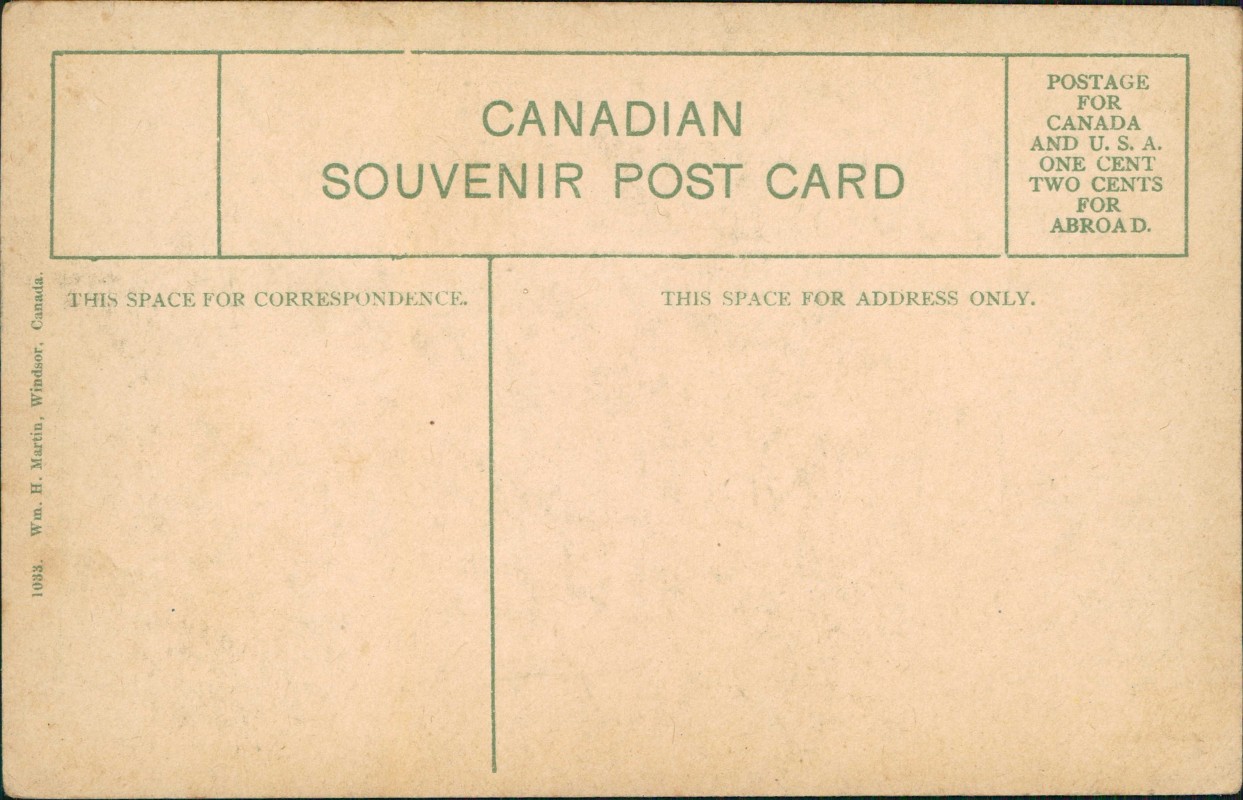 CANADIAN
SOUVENIR POST CARD
POSTAGE
FOR
CANADA
AND U. S. A.
ONE CENT
TWO CENTS
FOR
ABROAD.
THIS SPACE FOR CORRESPONDENCE.
THIS SPACE FOR ADDRESS ONLY.
1033. Wm. H. Martin, Windsor, Canada.